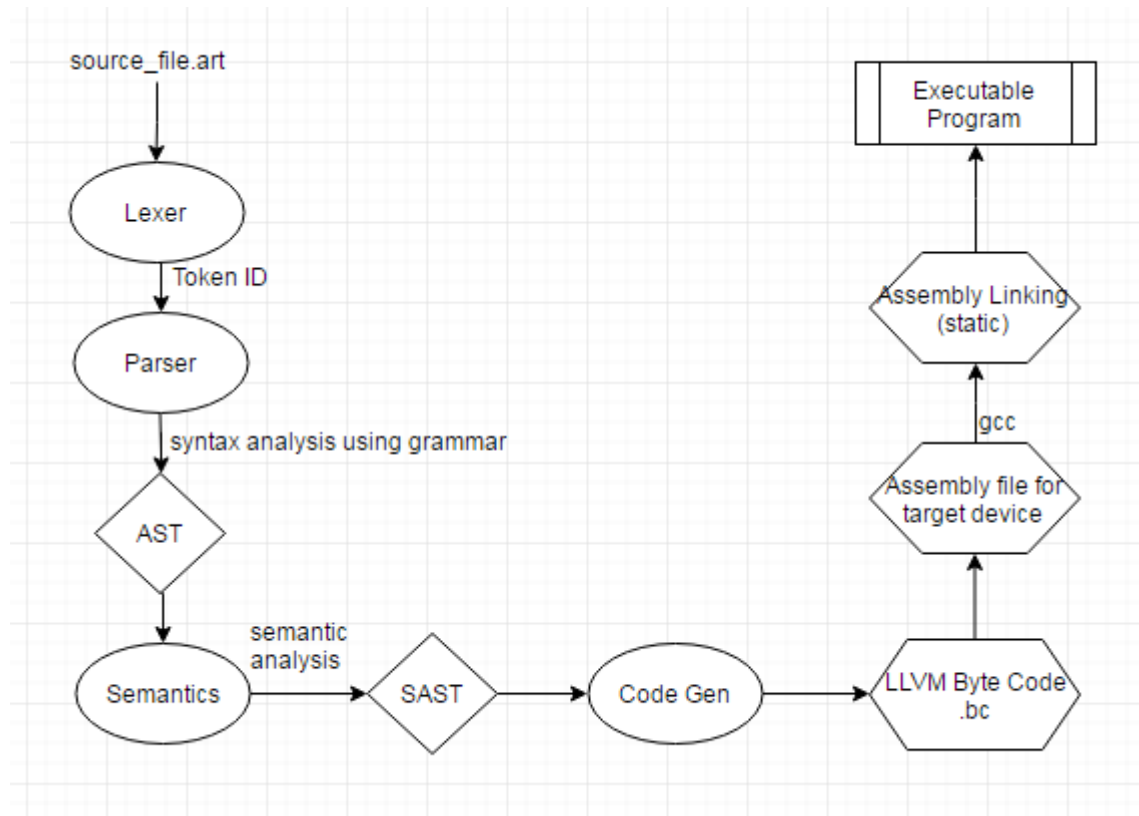 source_file.art
Lexer
Token ID
Parser
syntax analysis using grammar
AST
Semantics
semantic
analysis
SAST
Code Gen
LLVM Byte Code
.bc
Assembly file for
target device
gcc
Assembly Linking
(static)
Executable
Program